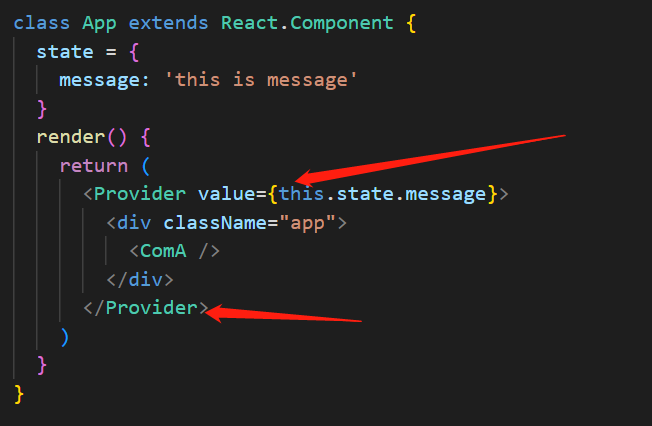 class App extends React.Component {
  state = {
    message: 'this is message'
  }
  render() {
    return (
      <Provider value={this.state.message}>
        <div className="app">
          <ComA />
        </div>
      </Provider>
    )
  }
}